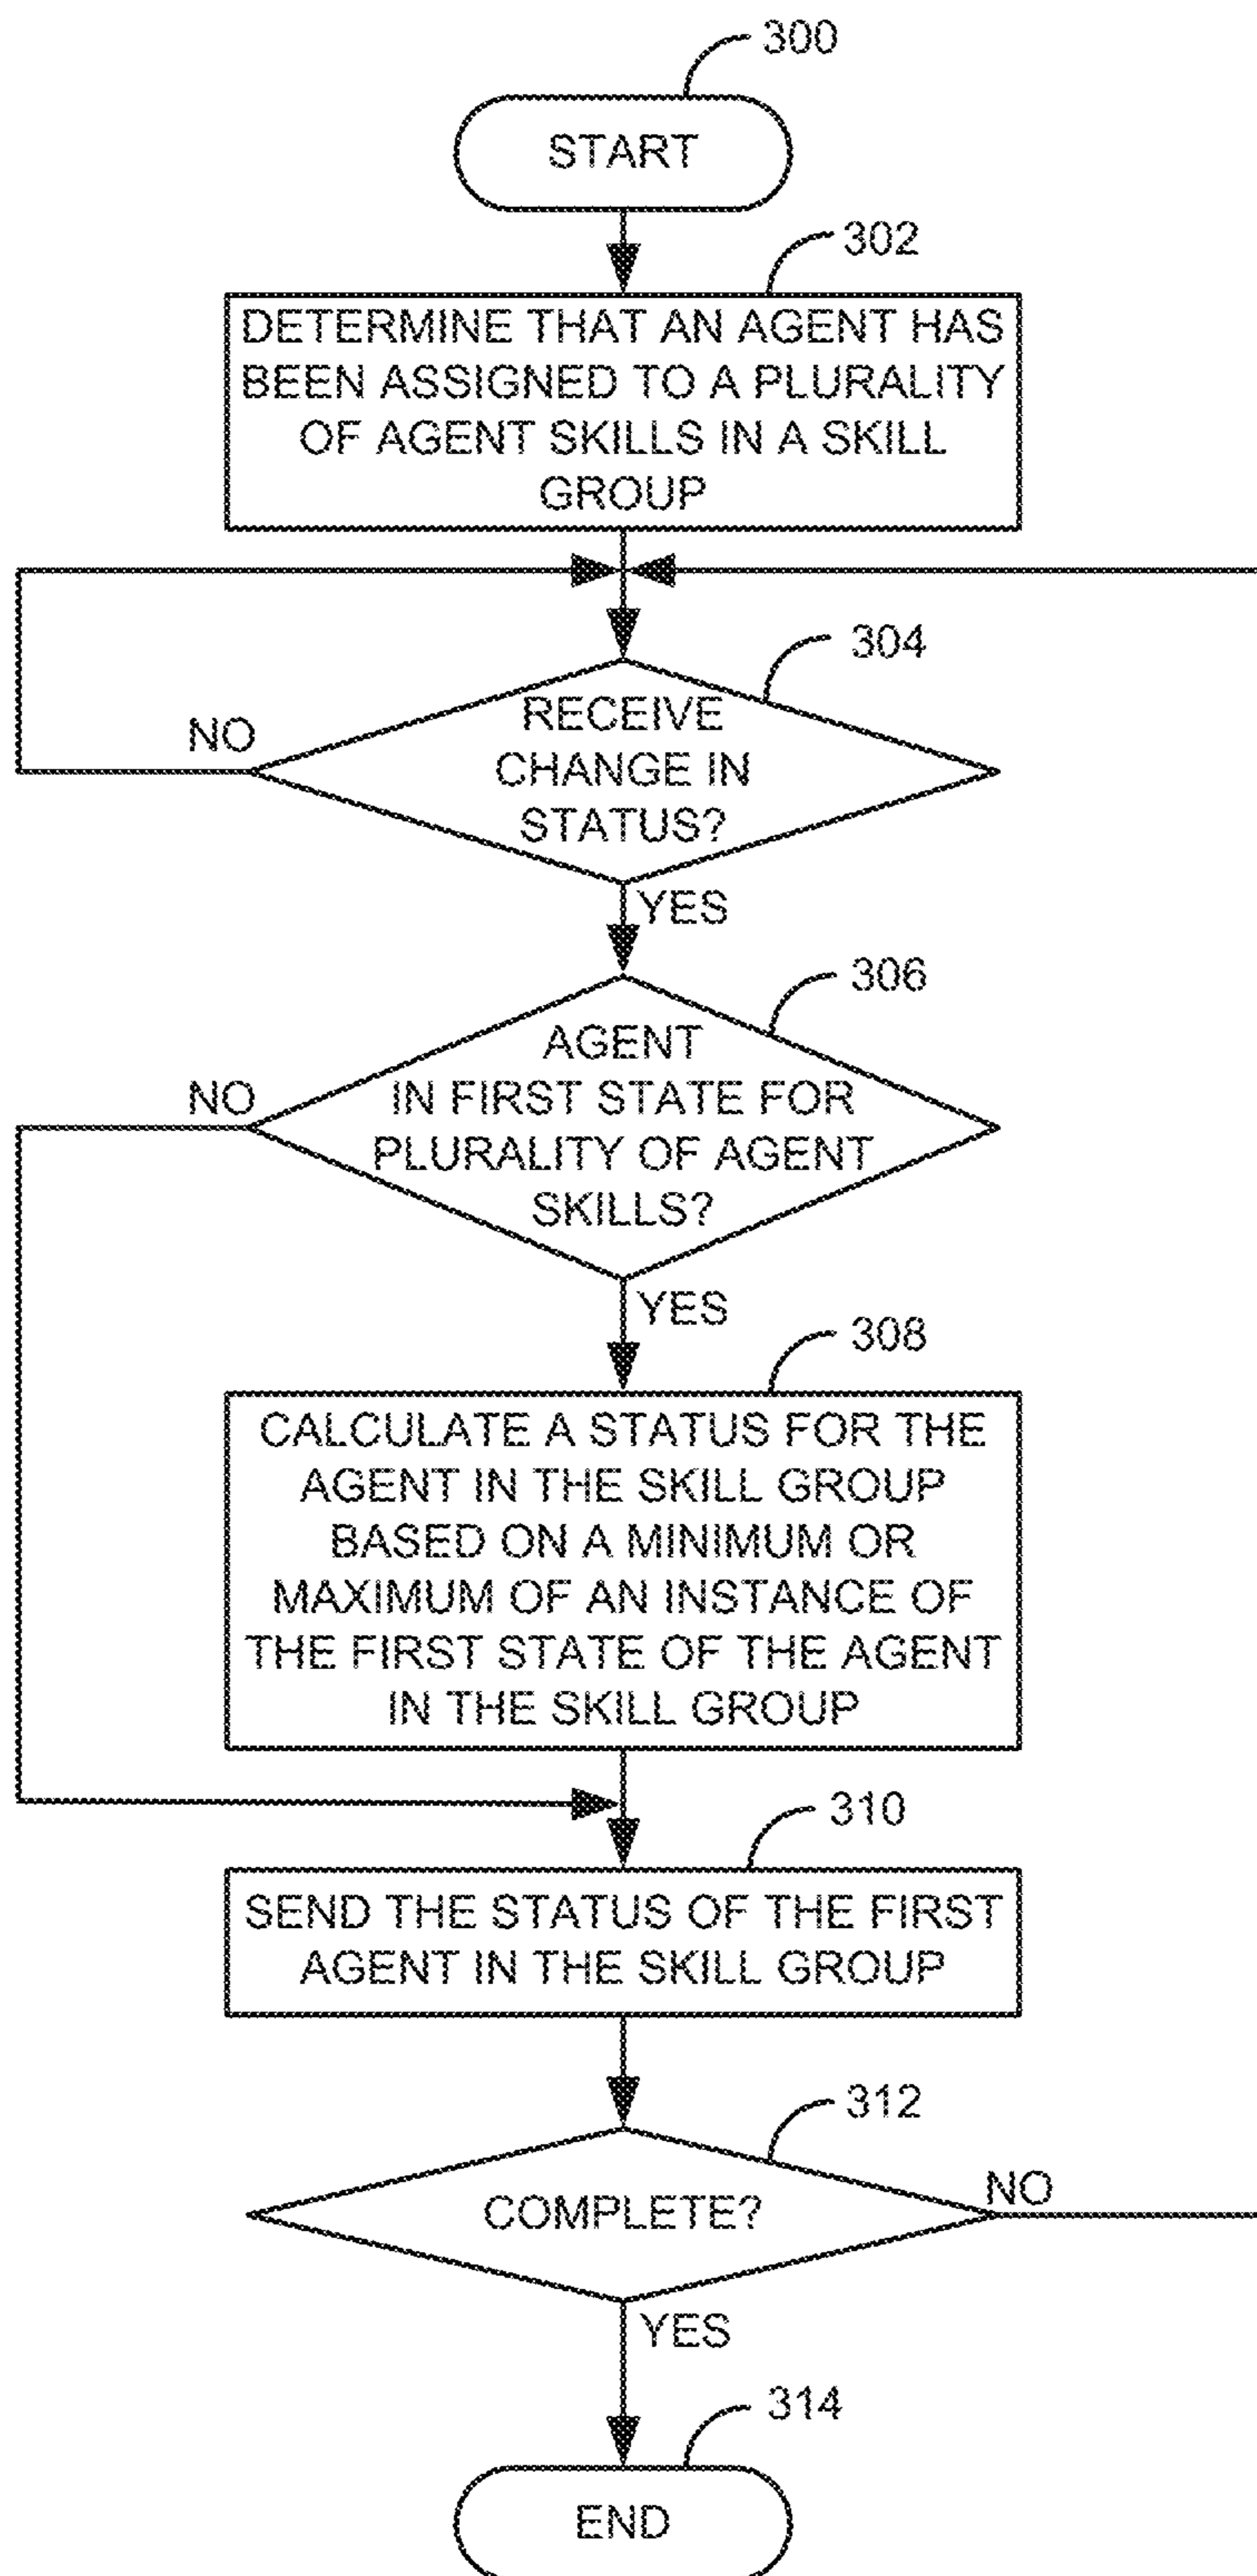 300
START
302
DETERMINE THAT AN AGENT HAS
BEEN ASSIGNED TO A PLURALITY
OF AGENT SKILLS IN A SKILL
GROUP
304
NO
RECEIVE
CHANGE IN
STATUS?
YES
306
NO
AGENT
IN FIRST STATE FOR
PLURALITY OF AGENT
SKILLS?
YES
308
CALCULATE A STATUS FOR THE
AGENT IN THE SKILL GROUP
BASED ON A MINIMUM OR
MAXIMUM OF AN INSTANCE OF
THE FIRST STATE OF THE AGENT
IN THE SKILL GROUP
310
SEND THE STATUS OF THE FIRST
AGENT IN THE SKILL GROUP
312
COMPLETE?
NO
YES
314
END